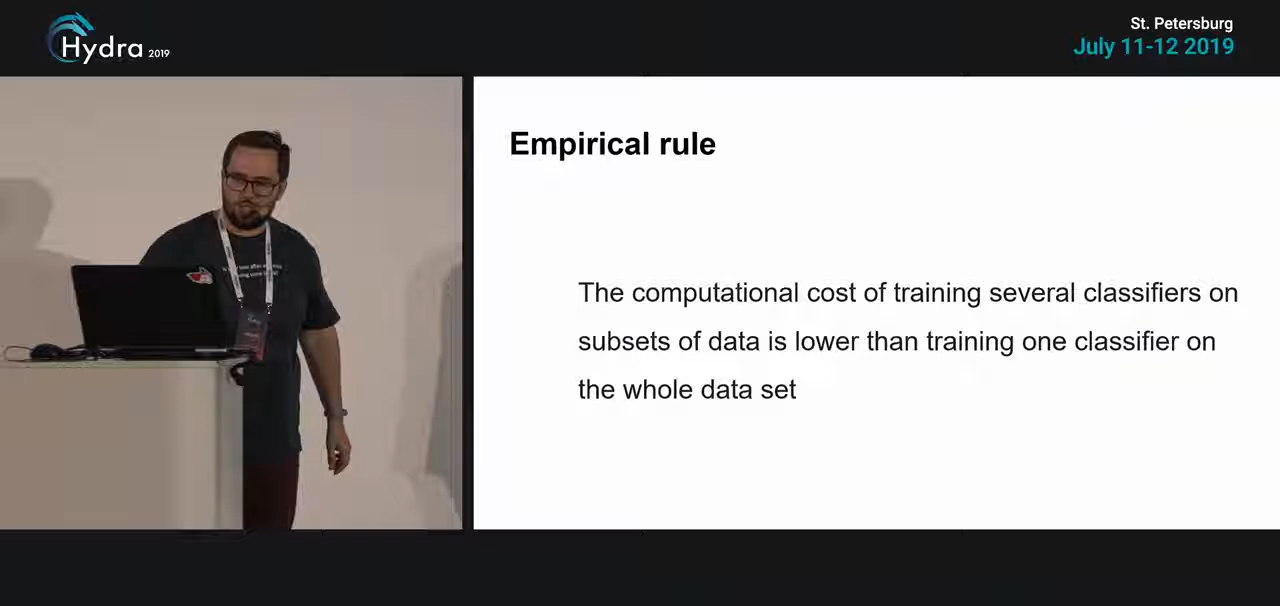 Hydra 2019
St. Petersburg
July 11-12 2019
Empirical rule
The computational cost of training several classifiers on
subsets of data is lower than training one classifier on
the whole data set